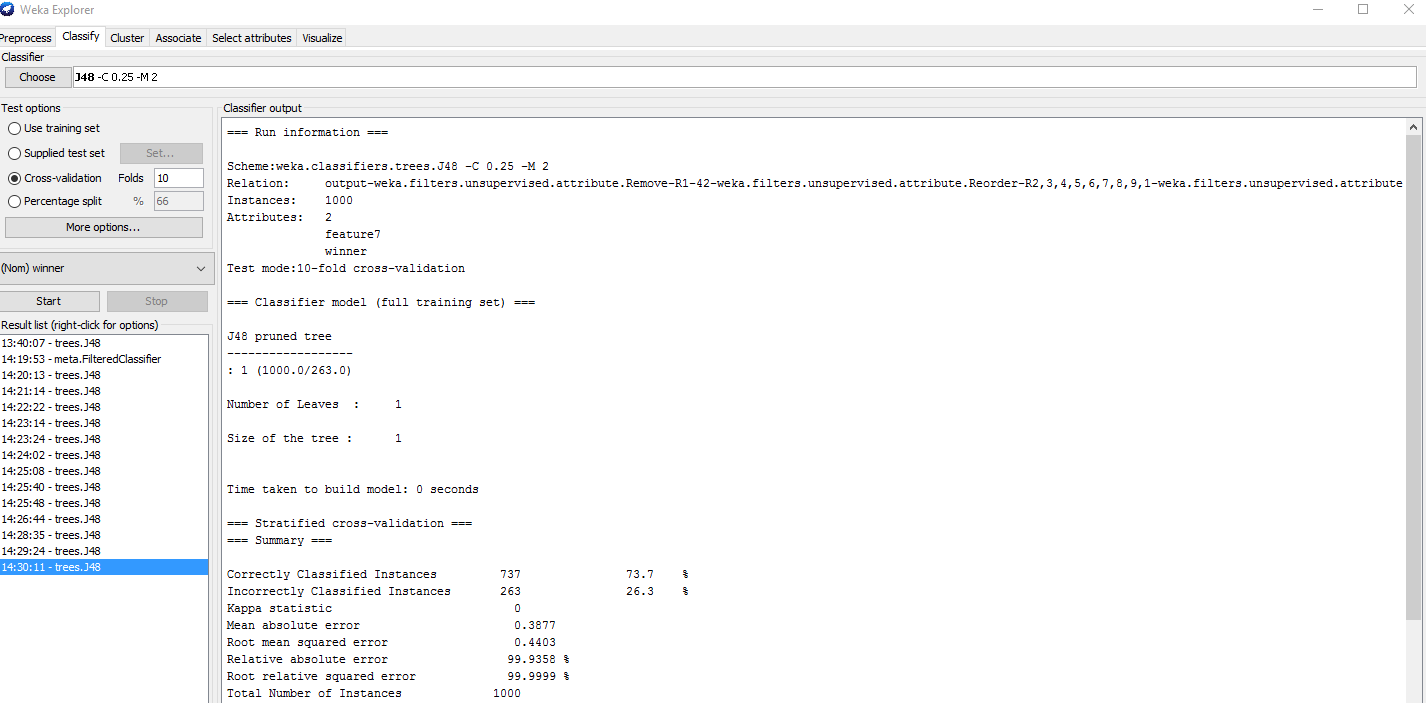 Weka Explorer
Preprocess Classify Cluster Associate Select attributes Visualize
Classifier
Choose J48 -C 0.25 -M 2
Test options
Use training set
Supplied test set Set...
Cross-validation Folds 10
Percentage split % 66
More options...
(Nom) winner
Start Stop
Result list (right-click for options)
13:40:07 - trees.J48
14:19:53 - meta.FilteredClassifier
14:20:13 - trees.J48
14:21:14 - trees.J48
14:22:22 - trees.J48
14:23:14 - trees.J48
14:23:24 - trees.J48
14:24:02 - trees.J48
14:25:08 - trees.J48
14:25:40 - trees.J48
14:25:48 - trees.J48
14:26:44 - trees.J48
14:28:35 - trees.J48
14:29:24 - trees.J48
14:30:11 - trees.J48
Classifier output
=== Run information ===
Scheme:weka.classifiers.trees.J48 -C 0.25 -M 2
Relation: output-weka.filters.unsupervised.attribute.Remove-R1-42-weka.filters.unsupervised.attribute.Reorder-R2,3,4,5,6,7,8,9,1-weka.filters.unsupervised.attribute
Instances: 1000
Attributes: 2
feature7
winner
Test mode:10-fold cross-validation
=== Classifier model (full training set) ===
J48 pruned tree
------------------
: 1 (1000.0/263.0)
Number of Leaves : 1
Size of the tree : 1
Time taken to build model: 0 seconds
=== Stratified cross-validation ===
=== Summary ===
Correctly Classified Instances 737 73.7 %
Incorrectly Classified Instances 263 26.3 %
Kappa statistic 0
Mean absolute error 0.3877
Root mean squared error 0.4403
Relative absolute error 99.9358 %
Root relative squared error 99.9999 %
Total Number of Instances 1000